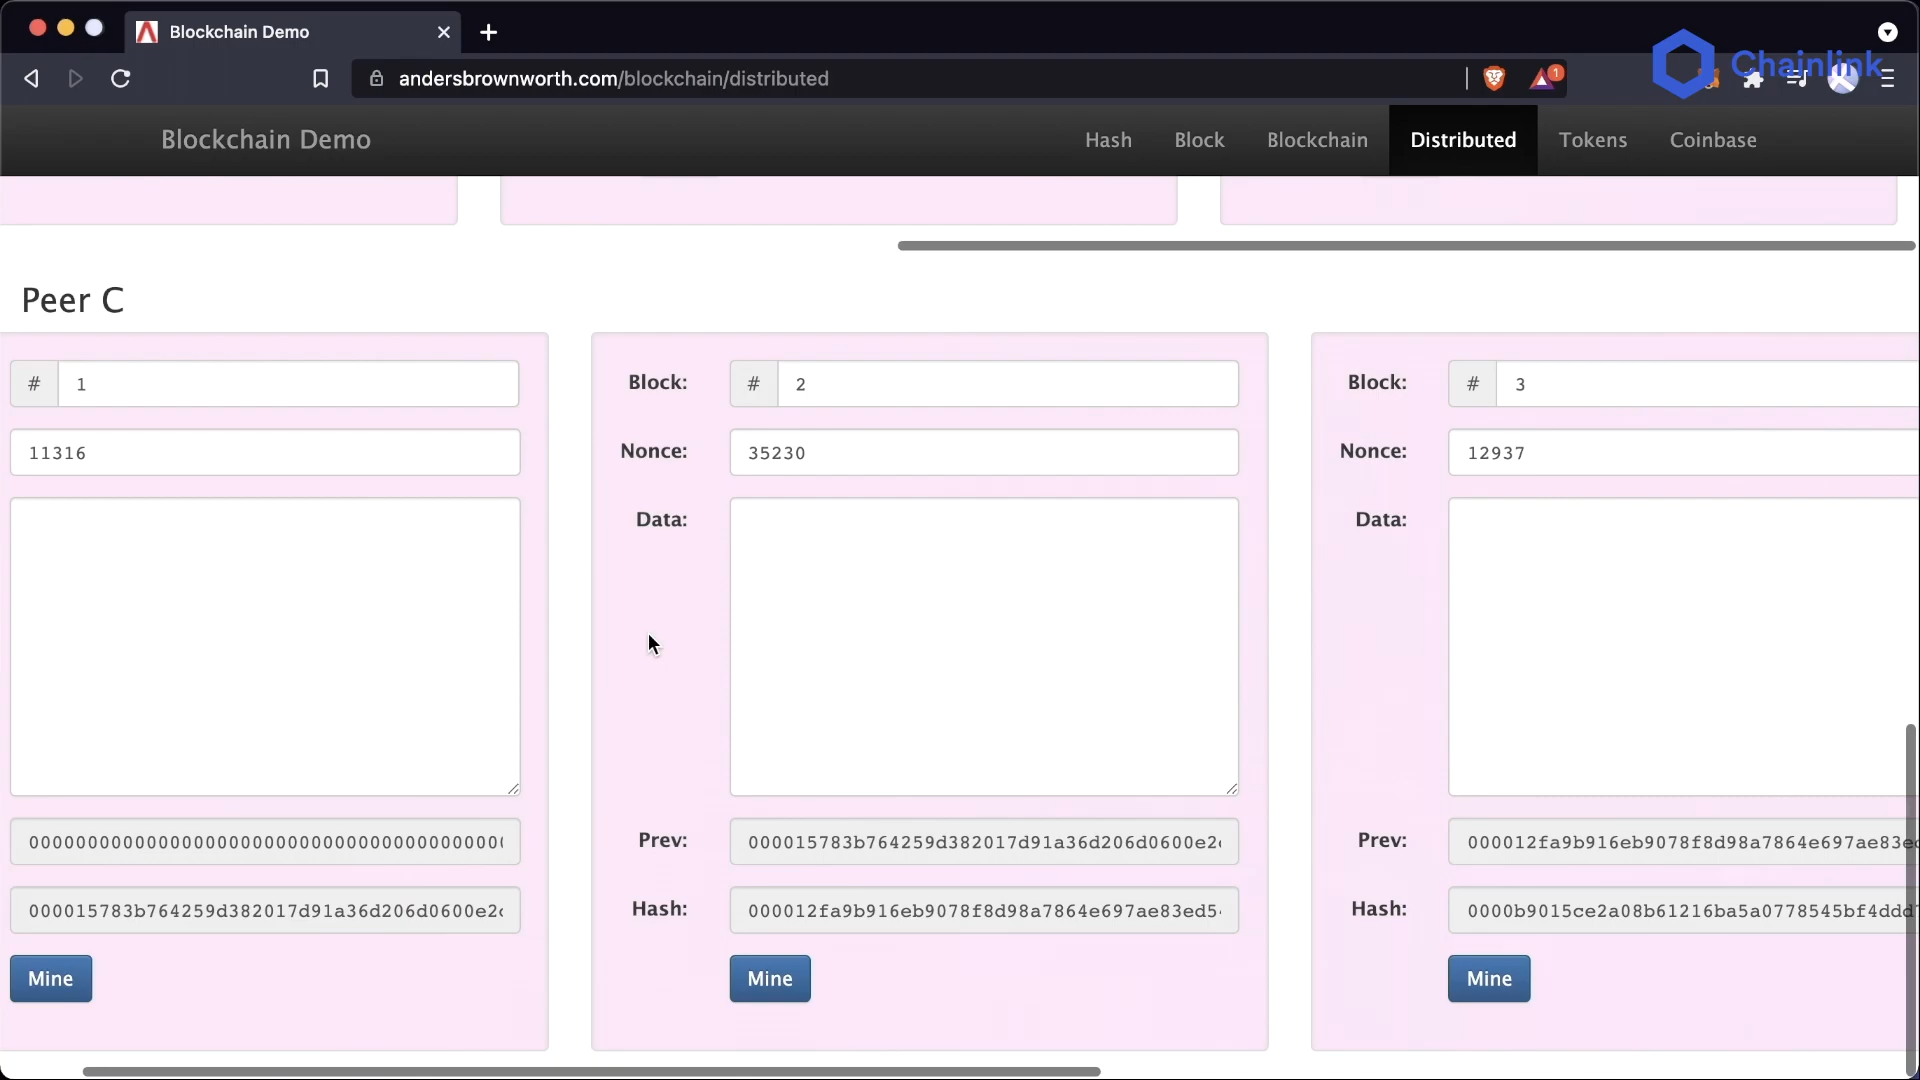 Blockchain Demo
andersbrownworth.com/blockchain/distributed
1
Chainlink
Blockchain Demo
Hash
Block
Blockchain
Distributed
Tokens
Coinbase
Peer C
# 1
Block: # 2
Block: # 3
11316
Nonce: 35230
Nonce: 12937
Data:
Data:
Prev: 000015783b764259d382017d91a36d206d0600e2
Prev: 000012fa9b916eb9078f8d98a7864e697ae83e
000015783b764259d382017d91a36d206d0600e2
Hash: 000012fa9b916eb9078f8d98a7864e697ae83ed5
Hash: 0000b9015ce2a08b61216ba5a0778545bf4ddd
Mine
Mine
Mine